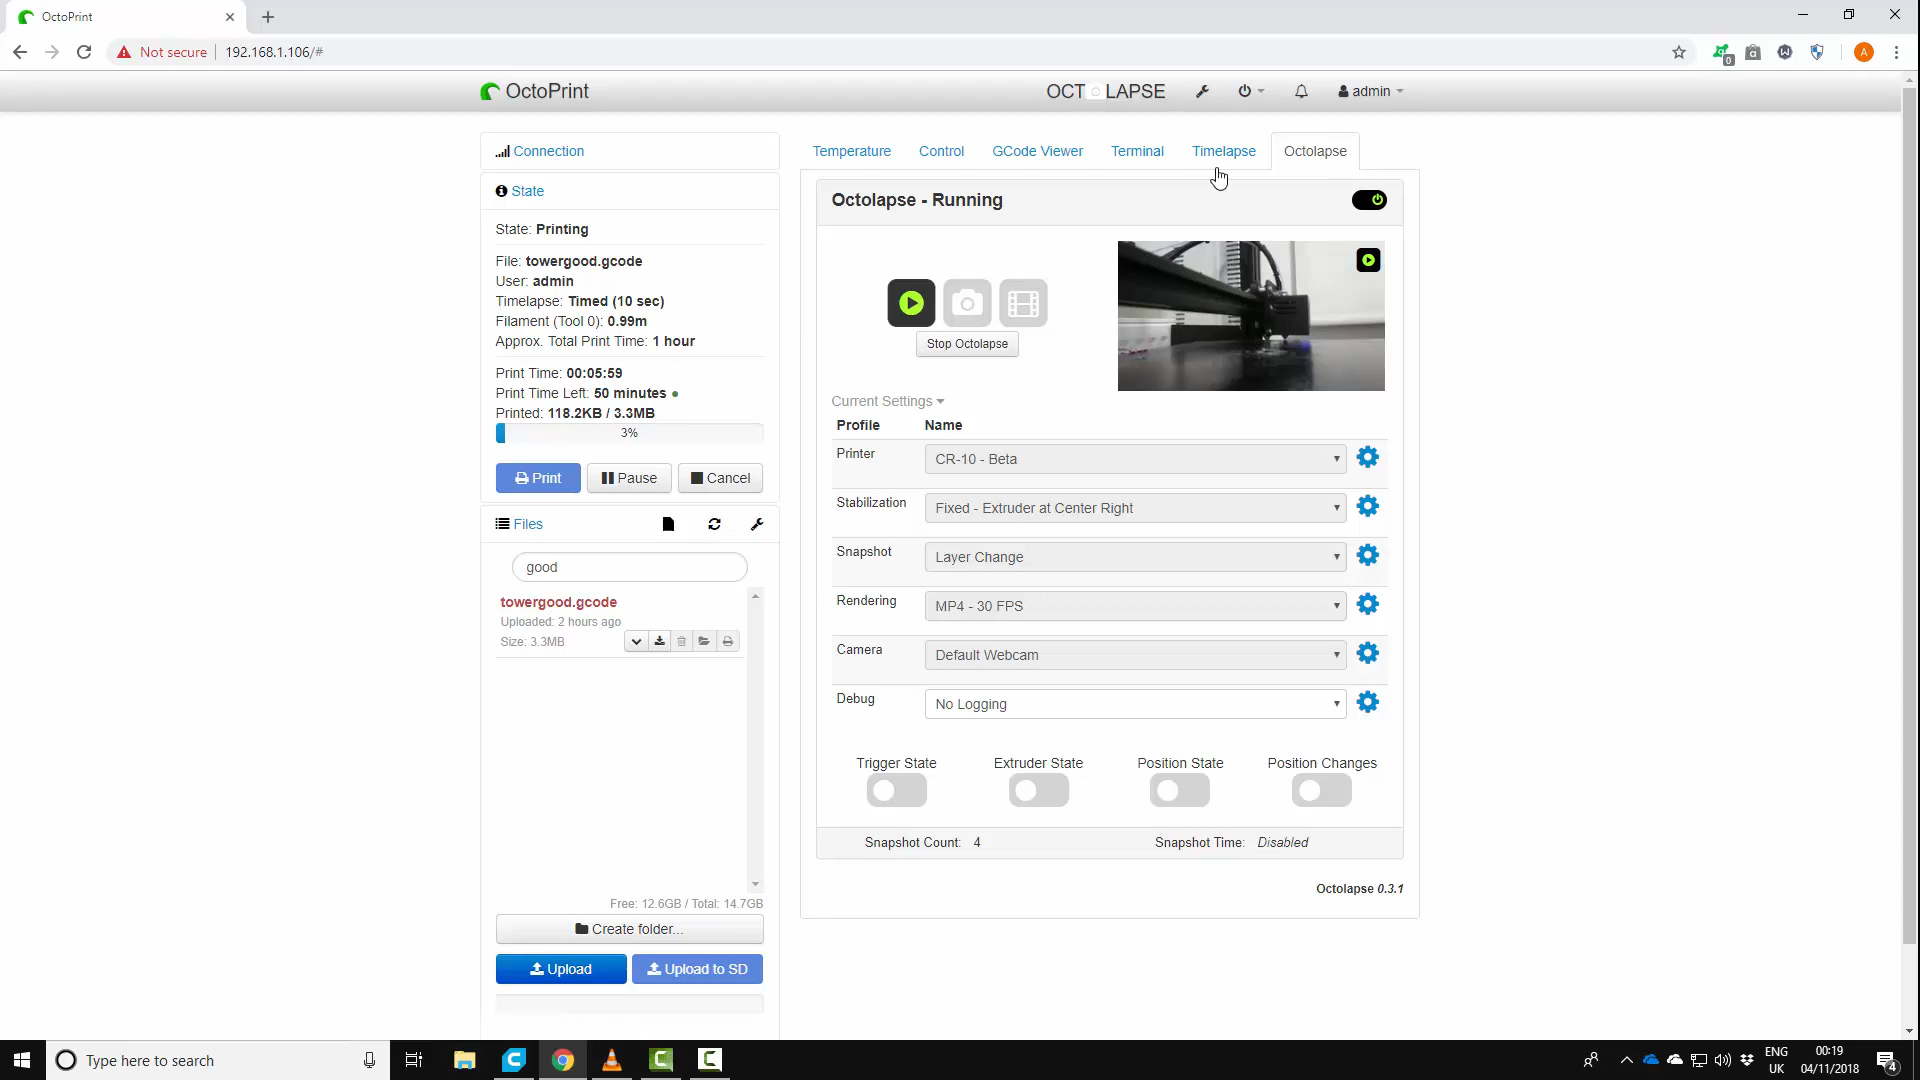 OctoPrint
Not secure
192.168.1.106/#
0
A
OctoPrint
OCT LAPSE
admin
Connection
State
State: Printing
File: towergood.gcode
User: admin
Timelapse: Timed (10 sec)
Filament (Tool 0): 0.99m
Approx. Total Print Time: 1 hour
Print Time: 00:05:59
Print Time Left: 50 minutes
Printed: 118.2KB / 3.3MB
3%
Print
Pause
Cancel
Files
good
towergood.gcode
Uploaded: 2 hours ago
Size: 3.3MB
Free: 12.6GB / Total: 14.7GB
Create folder...
Upload
Upload to SD
Temperature
Control
GCode Viewer
Terminal
Timelapse
Octolapse
Octolapse - Running
Stop Octolapse
Current Settings
Profile Name
Printer CR-10 - Beta
Stabilization Fixed - Extruder at Center Right
Snapshot Layer Change
Rendering MP4 - 30 FPS
Camera Default Webcam
Debug No Logging
Trigger State
Extruder State
Position State
Position Changes
Snapshot Count: 4
Snapshot Time: Disabled
Octolapse 0.3.1
Type here to search
ENG
UK
00:19
04/11/2018
4